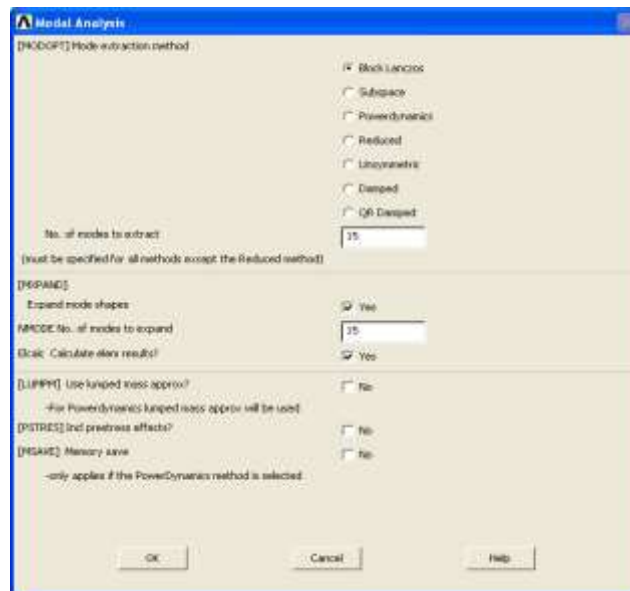 Modal Analysis
[MODOPT] Mode extraction method
Block Lanczos
Subspace
Powerdynamics
Reduced
Unsymmetric
Damped
QR Damped
No. of modes to extract
(must be specified for all methods except the Reduced method)
[MXPAND]
Expand mode shapes Yes
NMODE No. of modes to expand
Elcalc Calculate elem results? Yes
[LUMPM] Use lumped mass approx? No
-For Powerdynamics lumped mass approx will be used
[PSTRES] Incl prestress effects? No
[MSAVE] Memory save No
-only applies if the PowerDynamics method is selected
OK Cancel Help